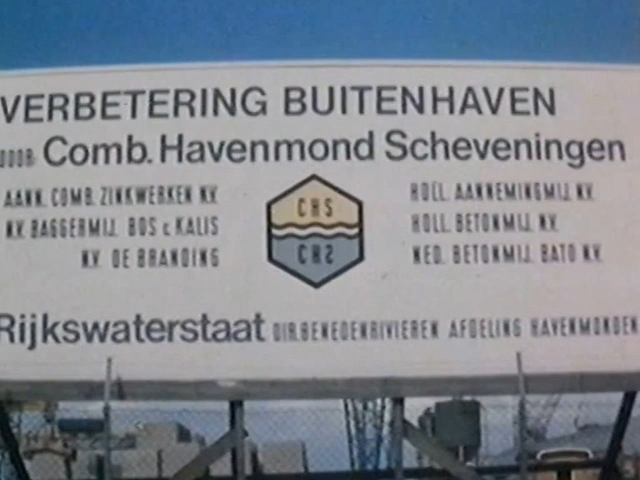 VERBETERING BUITENHAVEN
DOOR Comb. Havenmond Scheveningen
AANN. COMB. ZINKWERKEN N.V.
N.V. BAGGERMIJ. BOS & KALIS
N.V. DE BRANDING
CHS
CHS
HOLL. AANNEMINGMIJ. N.V.
HOLL. BETONMIJ. N.V.
NED. BETONMIJ. BATO N.V.
Rijkswaterstaat DIR. BENEDENRIVIEREN AFDELING HAVENMONDEN